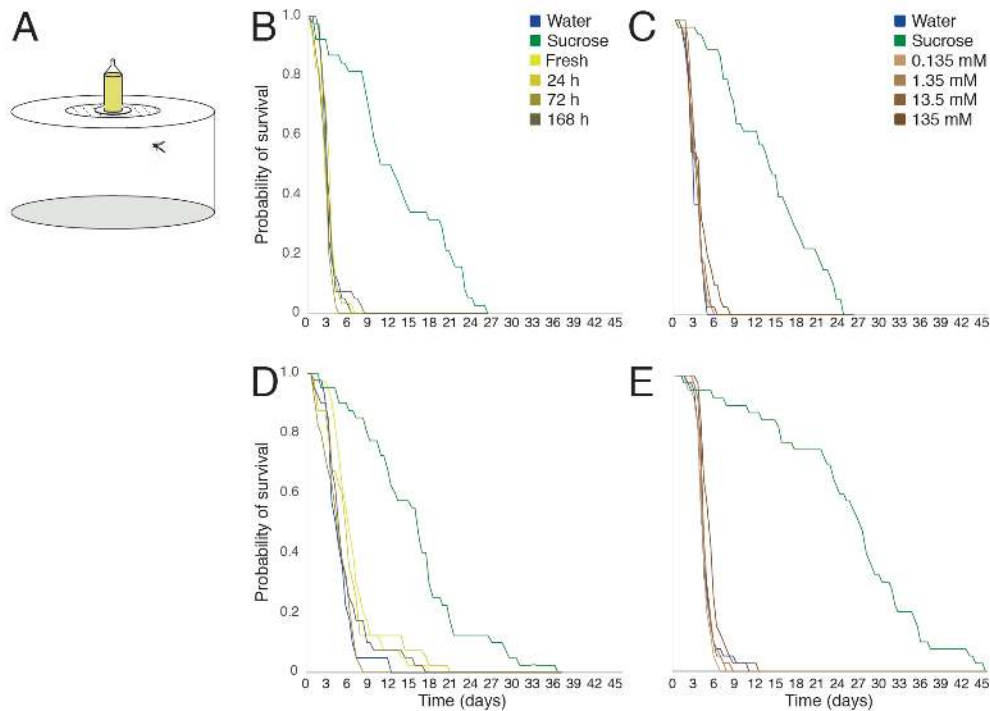 A
B
Probability of survival
1.0
0.8
0.6
0.4
0.2
0
0 3 6 9 12 15 18 21 24 27 30 33 36 39 42 45
Water
Sucrose
Fresh
24 h
72 h
168 h
C
0 3 6 9 12 15 18 21 24 27 30 33 36 39 42 45
Water
Sucrose
0.135 mM
1.35 mM
13.5 mM
135 mM
D
Probability of survival
1.0
0.8
0.6
0.4
0.2
0
0 3 6 9 12 15 18 21 24 27 30 33 36 39 42 45
Time (days)
E
0 3 6 9 12 15 18 21 24 27 30 33 36 39 42 45
Time (days)